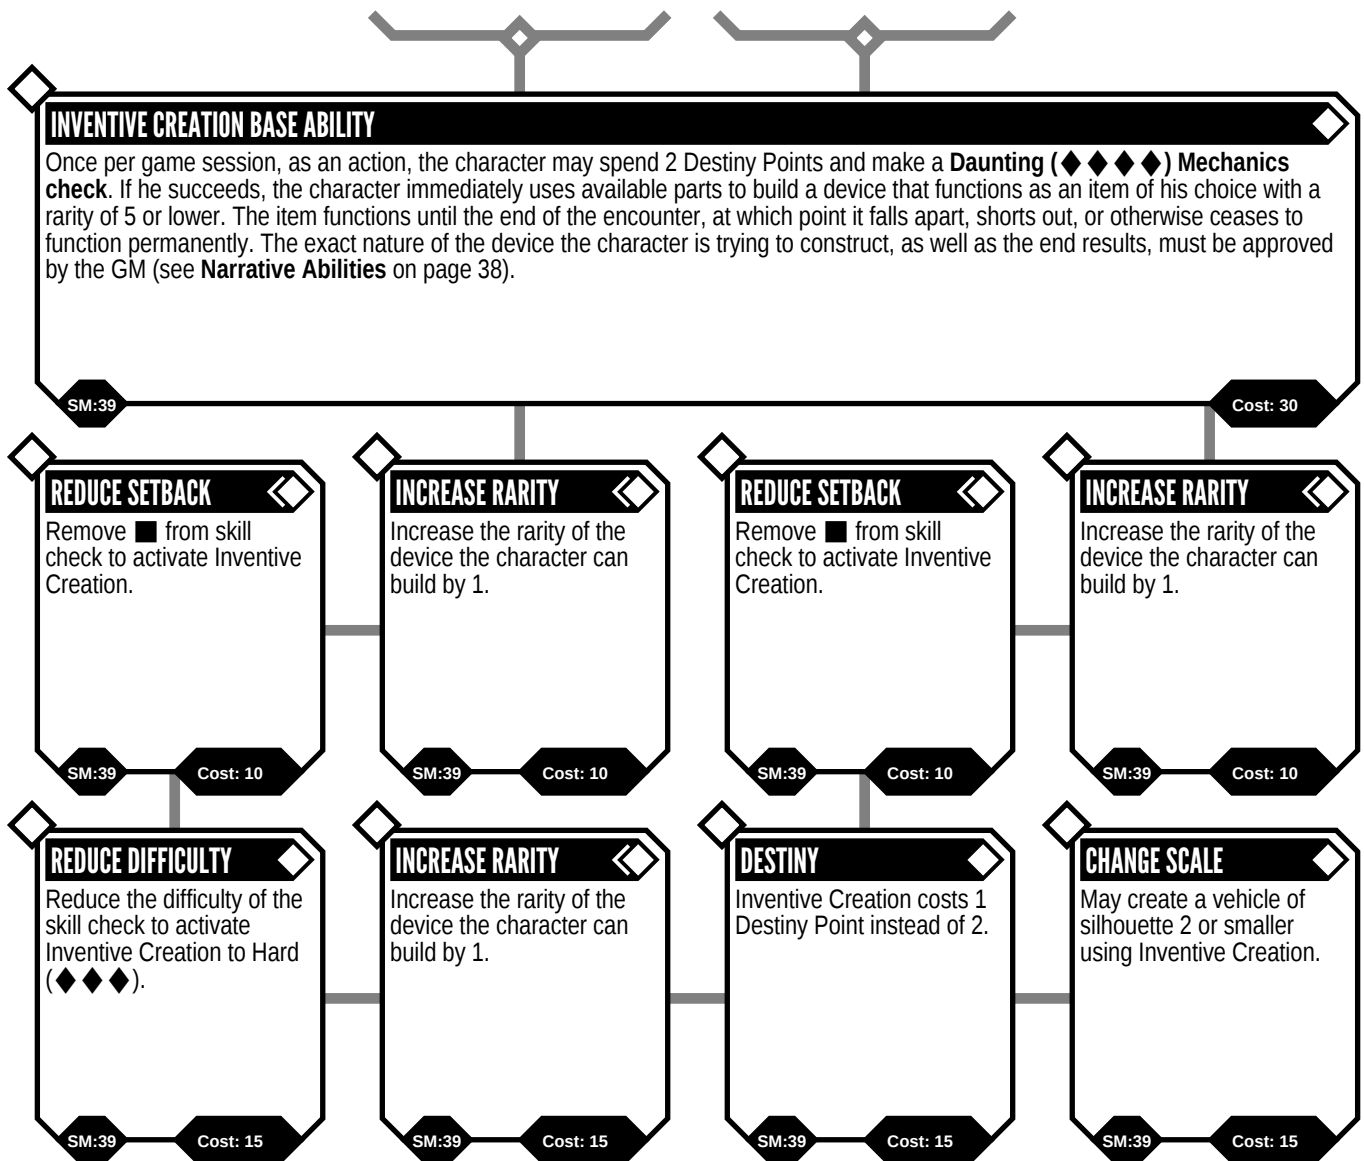 INVENTIVE CREATION BASE ABILITY
Once per game session, as an action, the character may spend 2 Destiny Points and make a Daunting (♦♦♦♦) Mechanics
check. If he succeeds, the character immediately uses available parts to build a device that functions as an item of his choice with a
rarity of 5 or lower. The item functions until the end of the encounter, at which point it falls apart, shorts out, or otherwise ceases to
function permanently. The exact nature of the device the character is trying to construct, as well as the end results, must be approved
by the GM (see Narrative Abilities on page 38).
SM:39
Cost: 30
REDUCE SETBACK
Remove ■ from skill
check to activate Inventive
Creation.
SM:39
Cost: 10
INCREASE RARITY
Increase the rarity of the
device the character can
build by 1.
SM:39
Cost: 10
REDUCE SETBACK
Remove ■ from skill
check to activate Inventive
Creation.
SM:39
Cost: 10
INCREASE RARITY
Increase the rarity of the
device the character can
build by 1.
SM:39
Cost: 10
REDUCE DIFFICULTY
Reduce the difficulty of the
skill check to activate
Inventive Creation to Hard
(♦♦♦).
SM:39
Cost: 15
INCREASE RARITY
Increase the rarity of the
device the character can
build by 1.
SM:39
Cost: 15
DESTINY
Inventive Creation costs 1
Destiny Point instead of 2.
SM:39
Cost: 15
CHANGE SCALE
May create a vehicle of
silhouette 2 or smaller
using Inventive Creation.
SM:39
Cost: 15